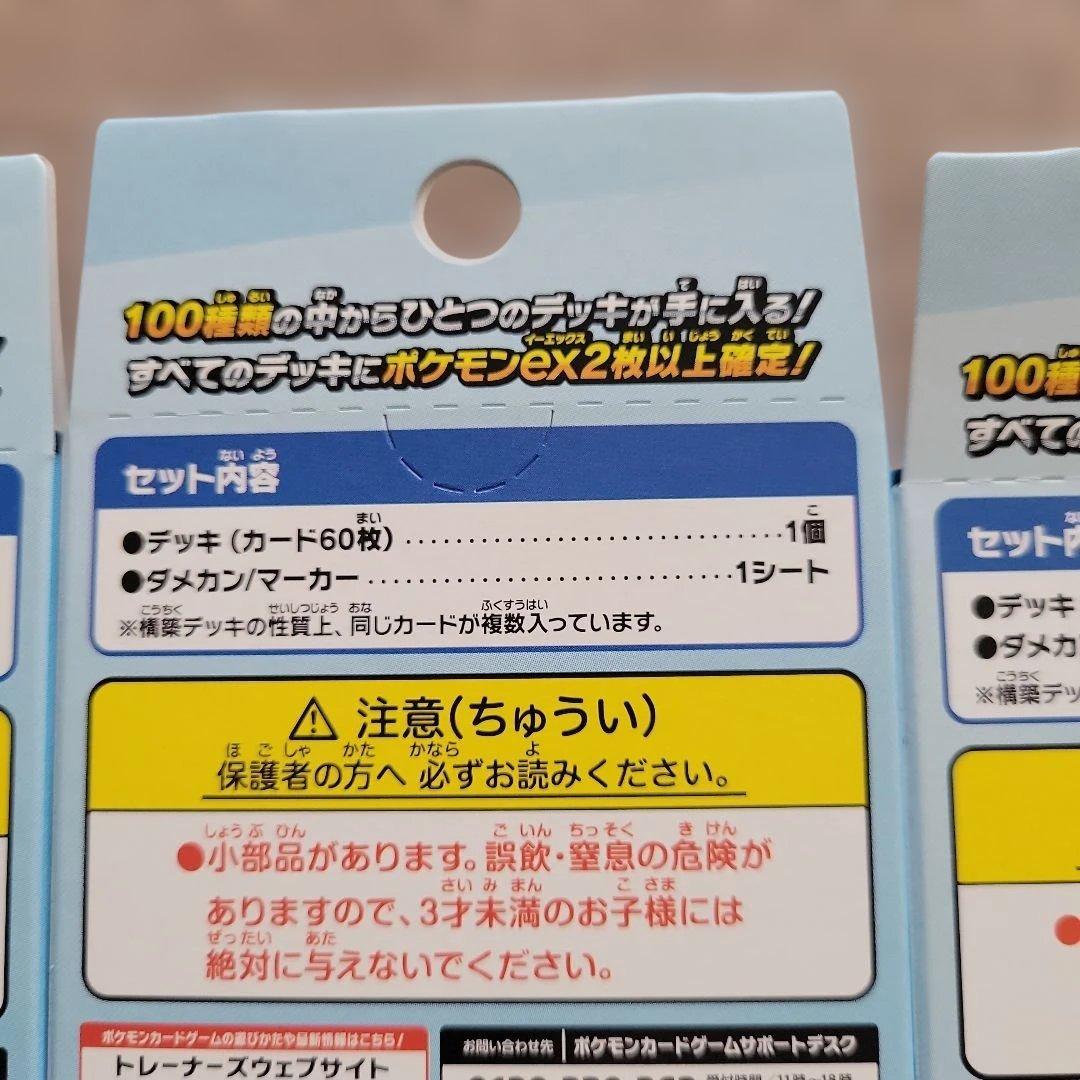 100種類の中からひとつのデッキが手に入る!
すべてのデッキにポケモンex2枚以上確定!
セット内容
●デッキ(カード60枚)..............................1個
●ダメカン/マーカー..............................1シート
※構築デッキの性質上、同じカードが複数入っています。
⚠注意(ちゅうい)
保護者の方へ 必ずお読みください。
●小部品があります。誤飲・窒息の危険が
ありますので、3才未満のお子様には
絶対に与えないでください。
ポケモンカードゲームの遊びかたや最新情報はこちら!
トレーナーズウェブサイト
お問い合わせ先 ポケモンカードゲームサポートデスク
受付時間/11時~18時
100種
すべての
セット内
●デッキ
●ダメカ
※構築デッ